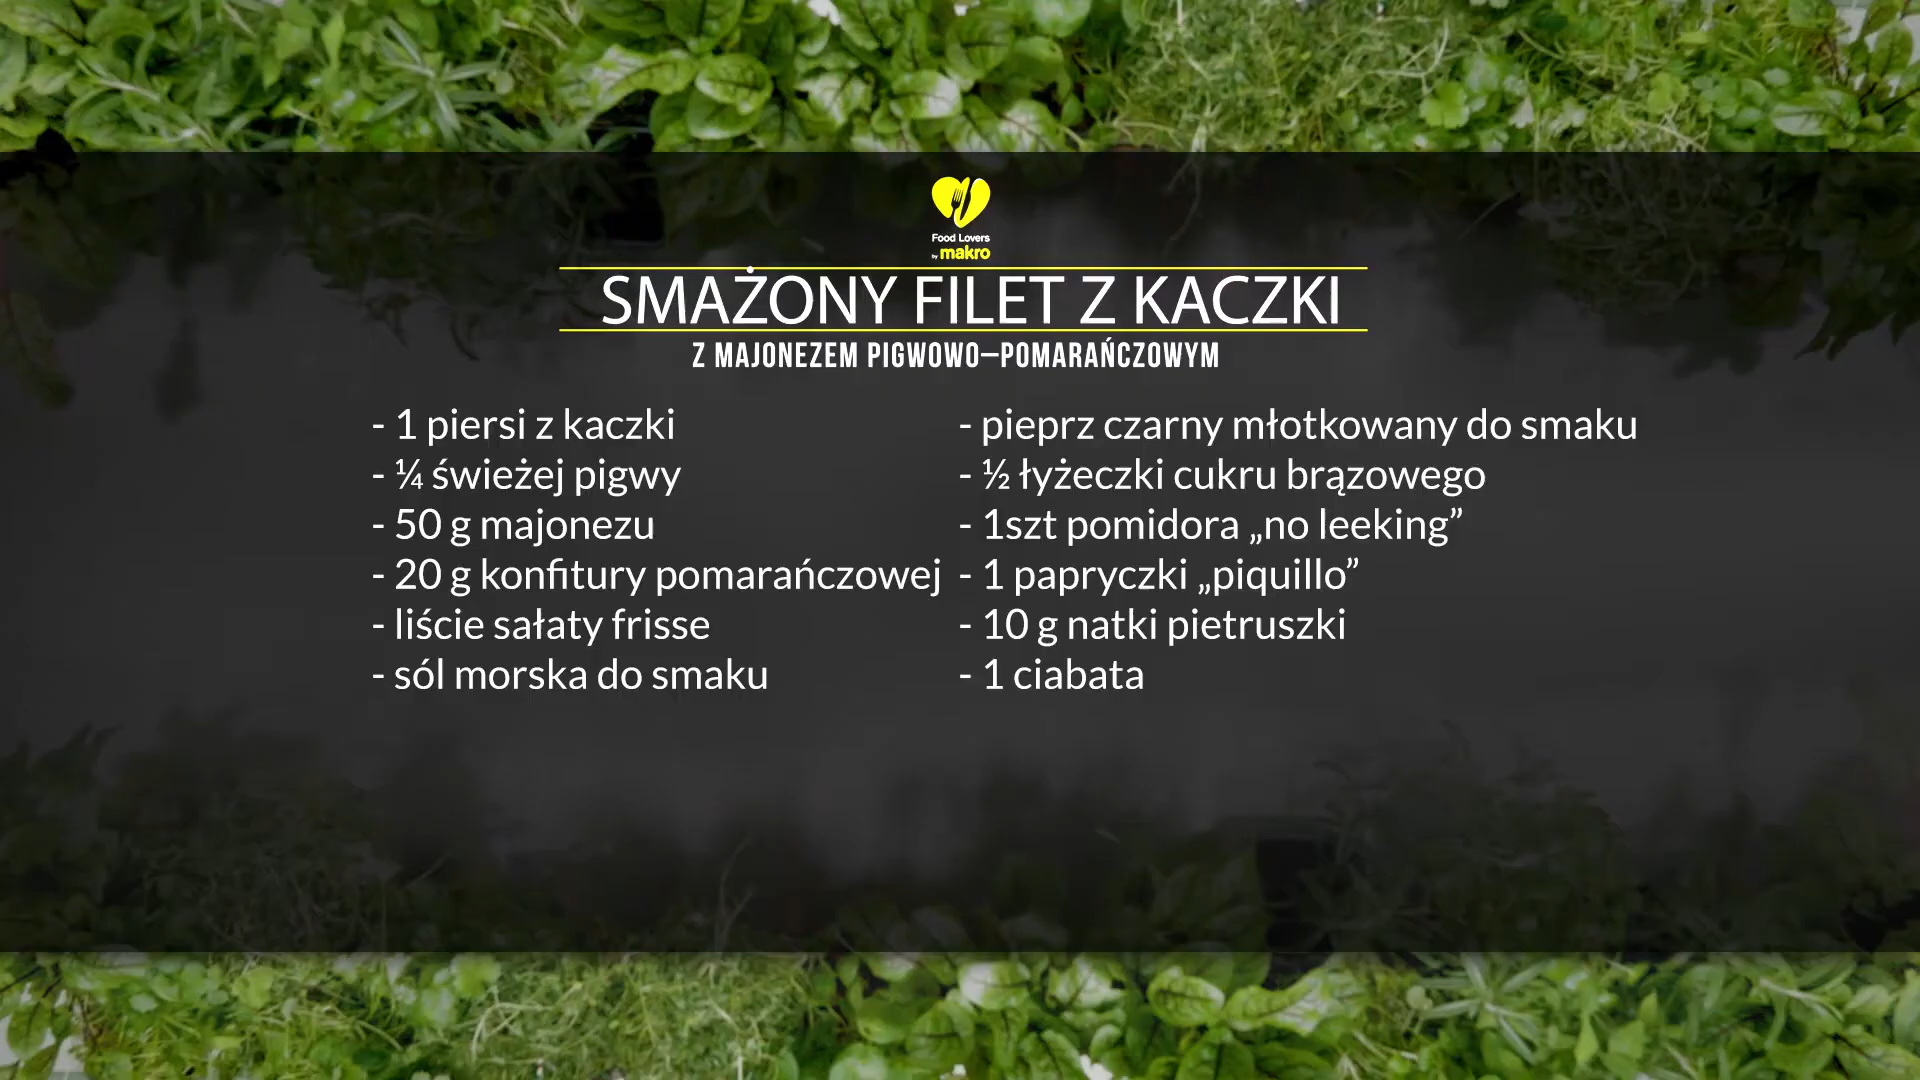 Food Lovers
by makro
SMAŻONY FILET Z KACZKI
Z MAJONEZEM PIGWOWO–POMARAŃCZOWYM
- 1 piersi z kaczki
- ¼ świeżej pigwy
- 50 g majonezu
- 20 g konfitury pomarańczowej
- liście sałaty frisse
- sól morska do smaku
- pieprz czarny młotkowany do smaku
- ½ łyżeczki cukru brązowego
- 1szt pomidora „no leeking”
- 1 papryczki „piquillo”
- 10 g natki pietruszki
- 1 ciabata